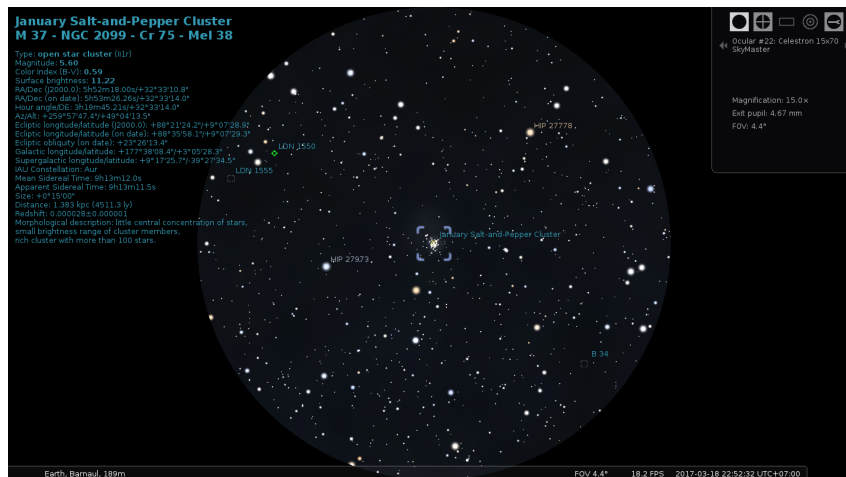 January Salt-and-Pepper Cluster
M 37 - NGC 2099 - Cr 75 - Mel 38
Type: open star cluster (II1r)
Magnitude: 5.60
Color Index (B-V): 0.59
Surface brightness: 11.22
RA/Dec (J2000.0): 5h52m18.00s/+32°33'10.8"
RA/Dec (on date): 5h53m26.26s/+32°33'14.0"
Hour angle/DE: 3h19m45.21s/+32°33'14.0"
Az/Alt: +259°57'47.4"/+49°04'13.5"
Ecliptic longitude/latitude (J2000.0): +88°21'24.2"/+9°07'28.9"
Ecliptic longitude/latitude (on date): +88°35'58.1"/+9°07'29.3"
Ecliptic obliquity (on date): +23°26'13.4"
Galactic longitude/latitude: +177°38'08.4"/+3°05'28.3"
Supergalactic longitude/latitude: +9°17'25.7"/-39°27'34.5"
IAU Constellation: Aur
Mean Sidereal Time: 9h13m12.0s
Apparent Sidereal Time: 9h13m11.5s
Size: +0°15'00"
Distance: 1.383 kpc (4511.3 ly)
Redshift: 0.000028±0.000001
Morphological description: little central concentration of stars,
small brightness range of cluster members,
rich cluster with more than 100 stars.
Ocular #22: Celestron 15x70
SkyMaster
Magnification: 15.0×
Exit pupil: 4.67 mm
FOV: 4.4°
HIP 27778
LDN 1550
LDN 1555
January Salt-and-Pepper Cluster
HIP 27973
B 34
Earth, Barnaul, 189m
FOV 4.4°
18.2 FPS
2017-03-18 22:52:32 UTC+07:00